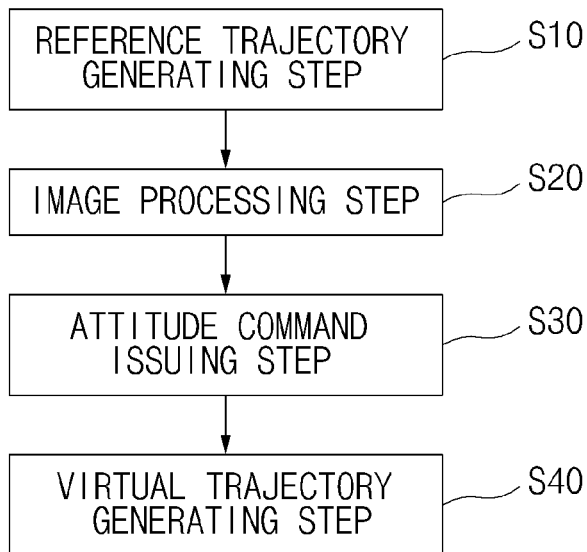 REFERENCE TRAJECTORY
GENERATING STEP
S10
IMAGE PROCESSING STEP
S20
ATTITUDE COMMAND
ISSUING STEP
S30
VIRTUAL TRAJECTORY
GENERATING STEP
S40